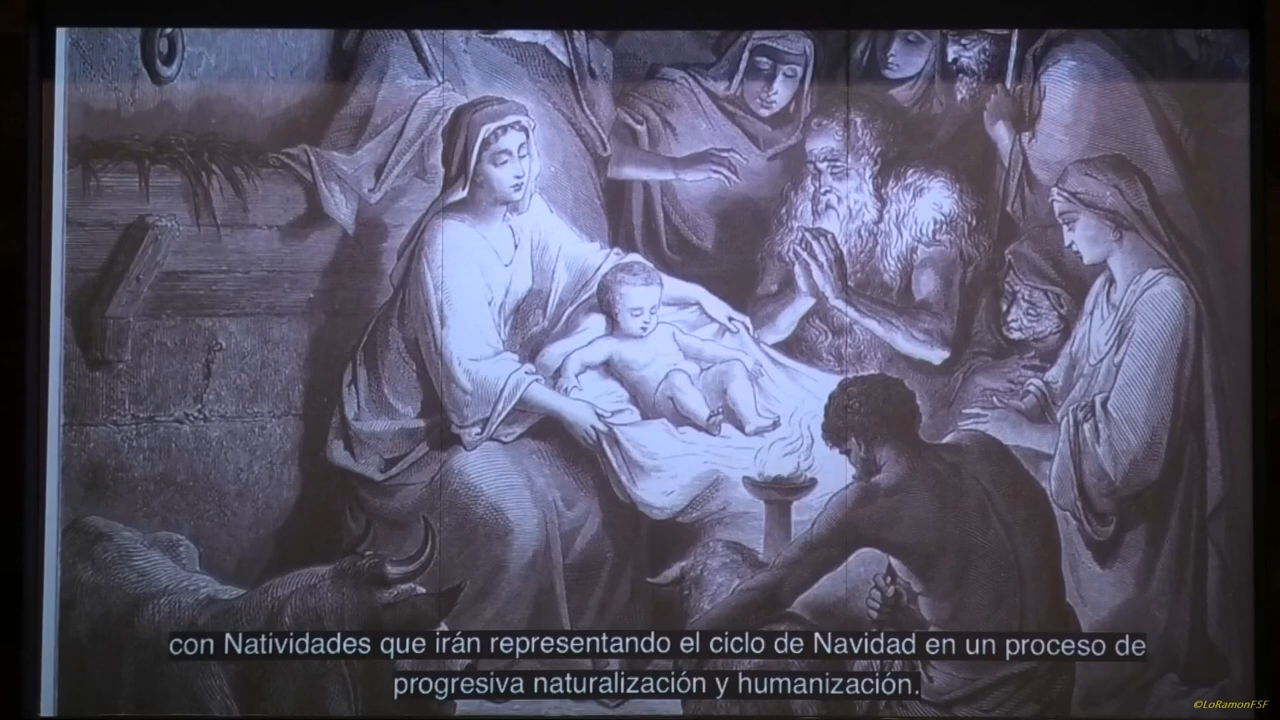 con Natividades que irán representando el ciclo de Navidad en un proceso de
progresiva naturalización y humanización.
©LoRamonFSF